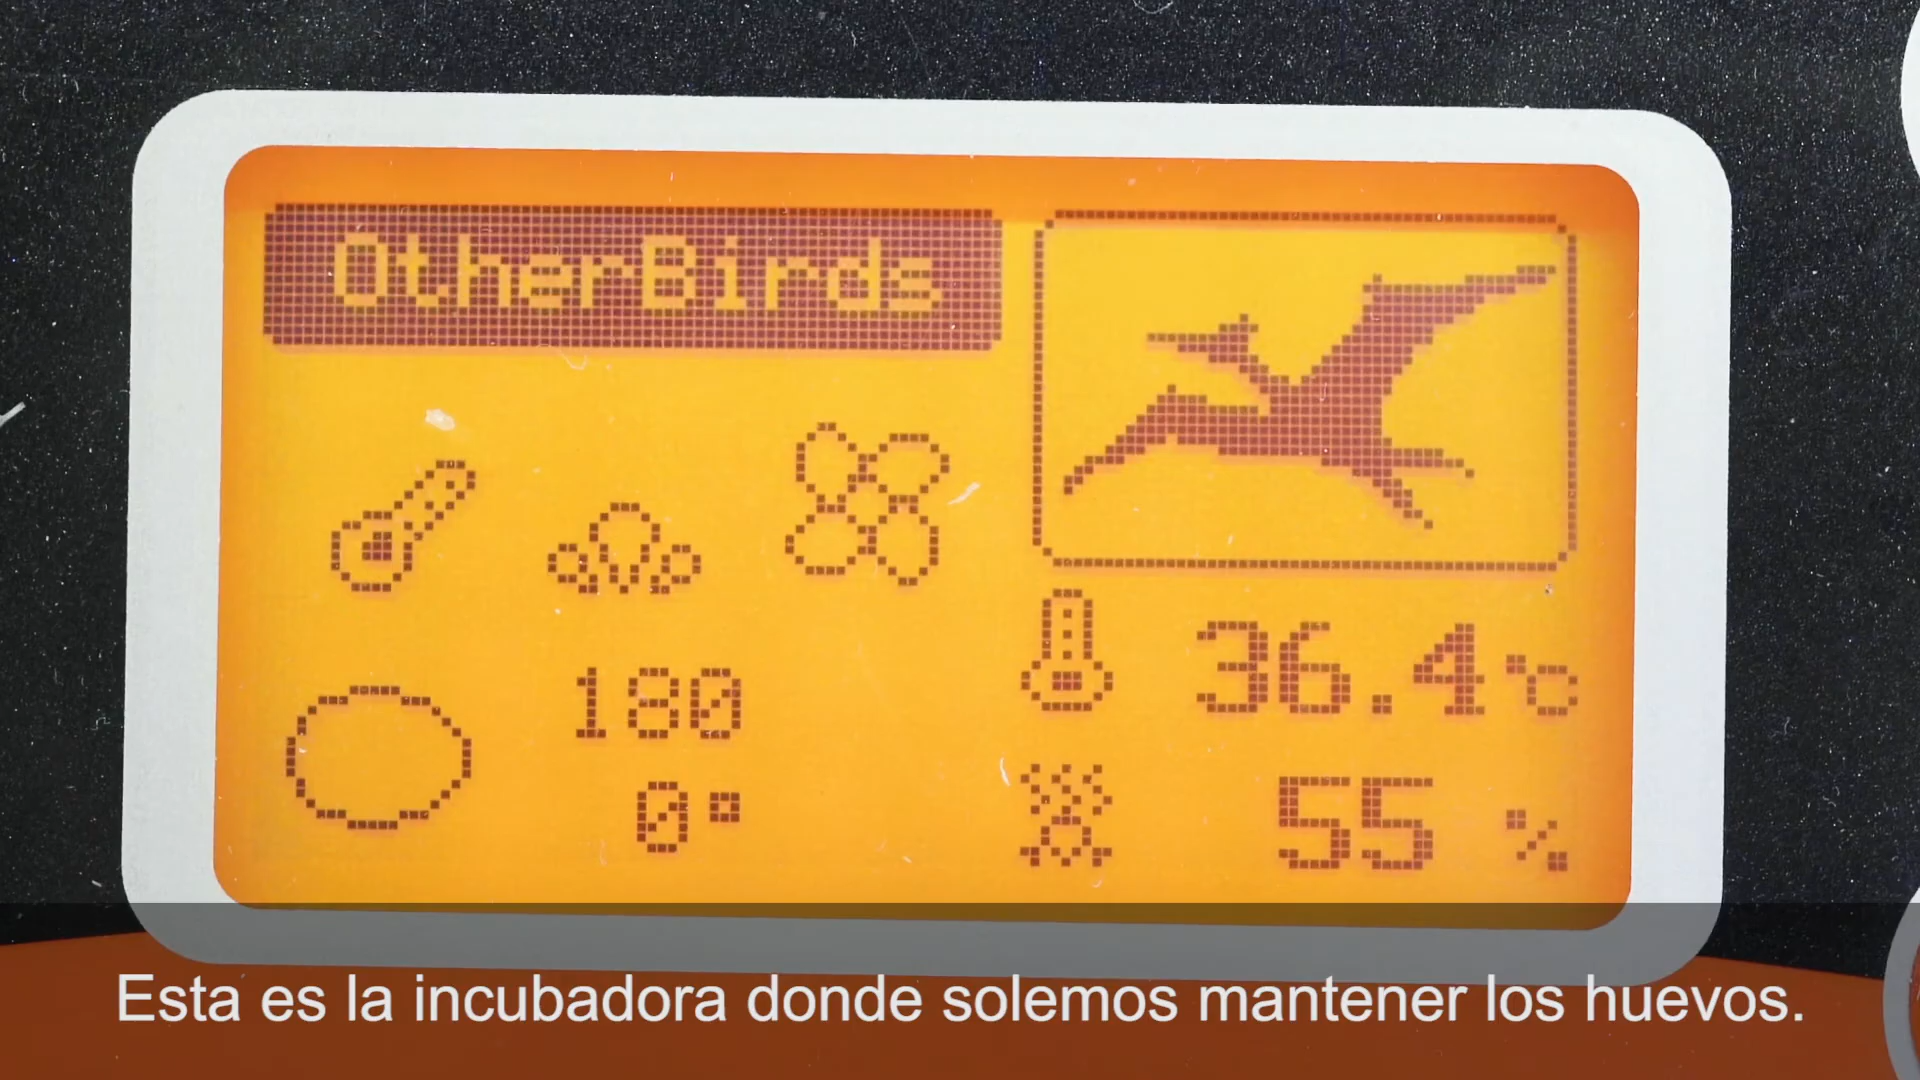 OtherBirds
180
0°
36.4 °C
55 %
Esta es la incubadora donde solemos mantener los huevos.